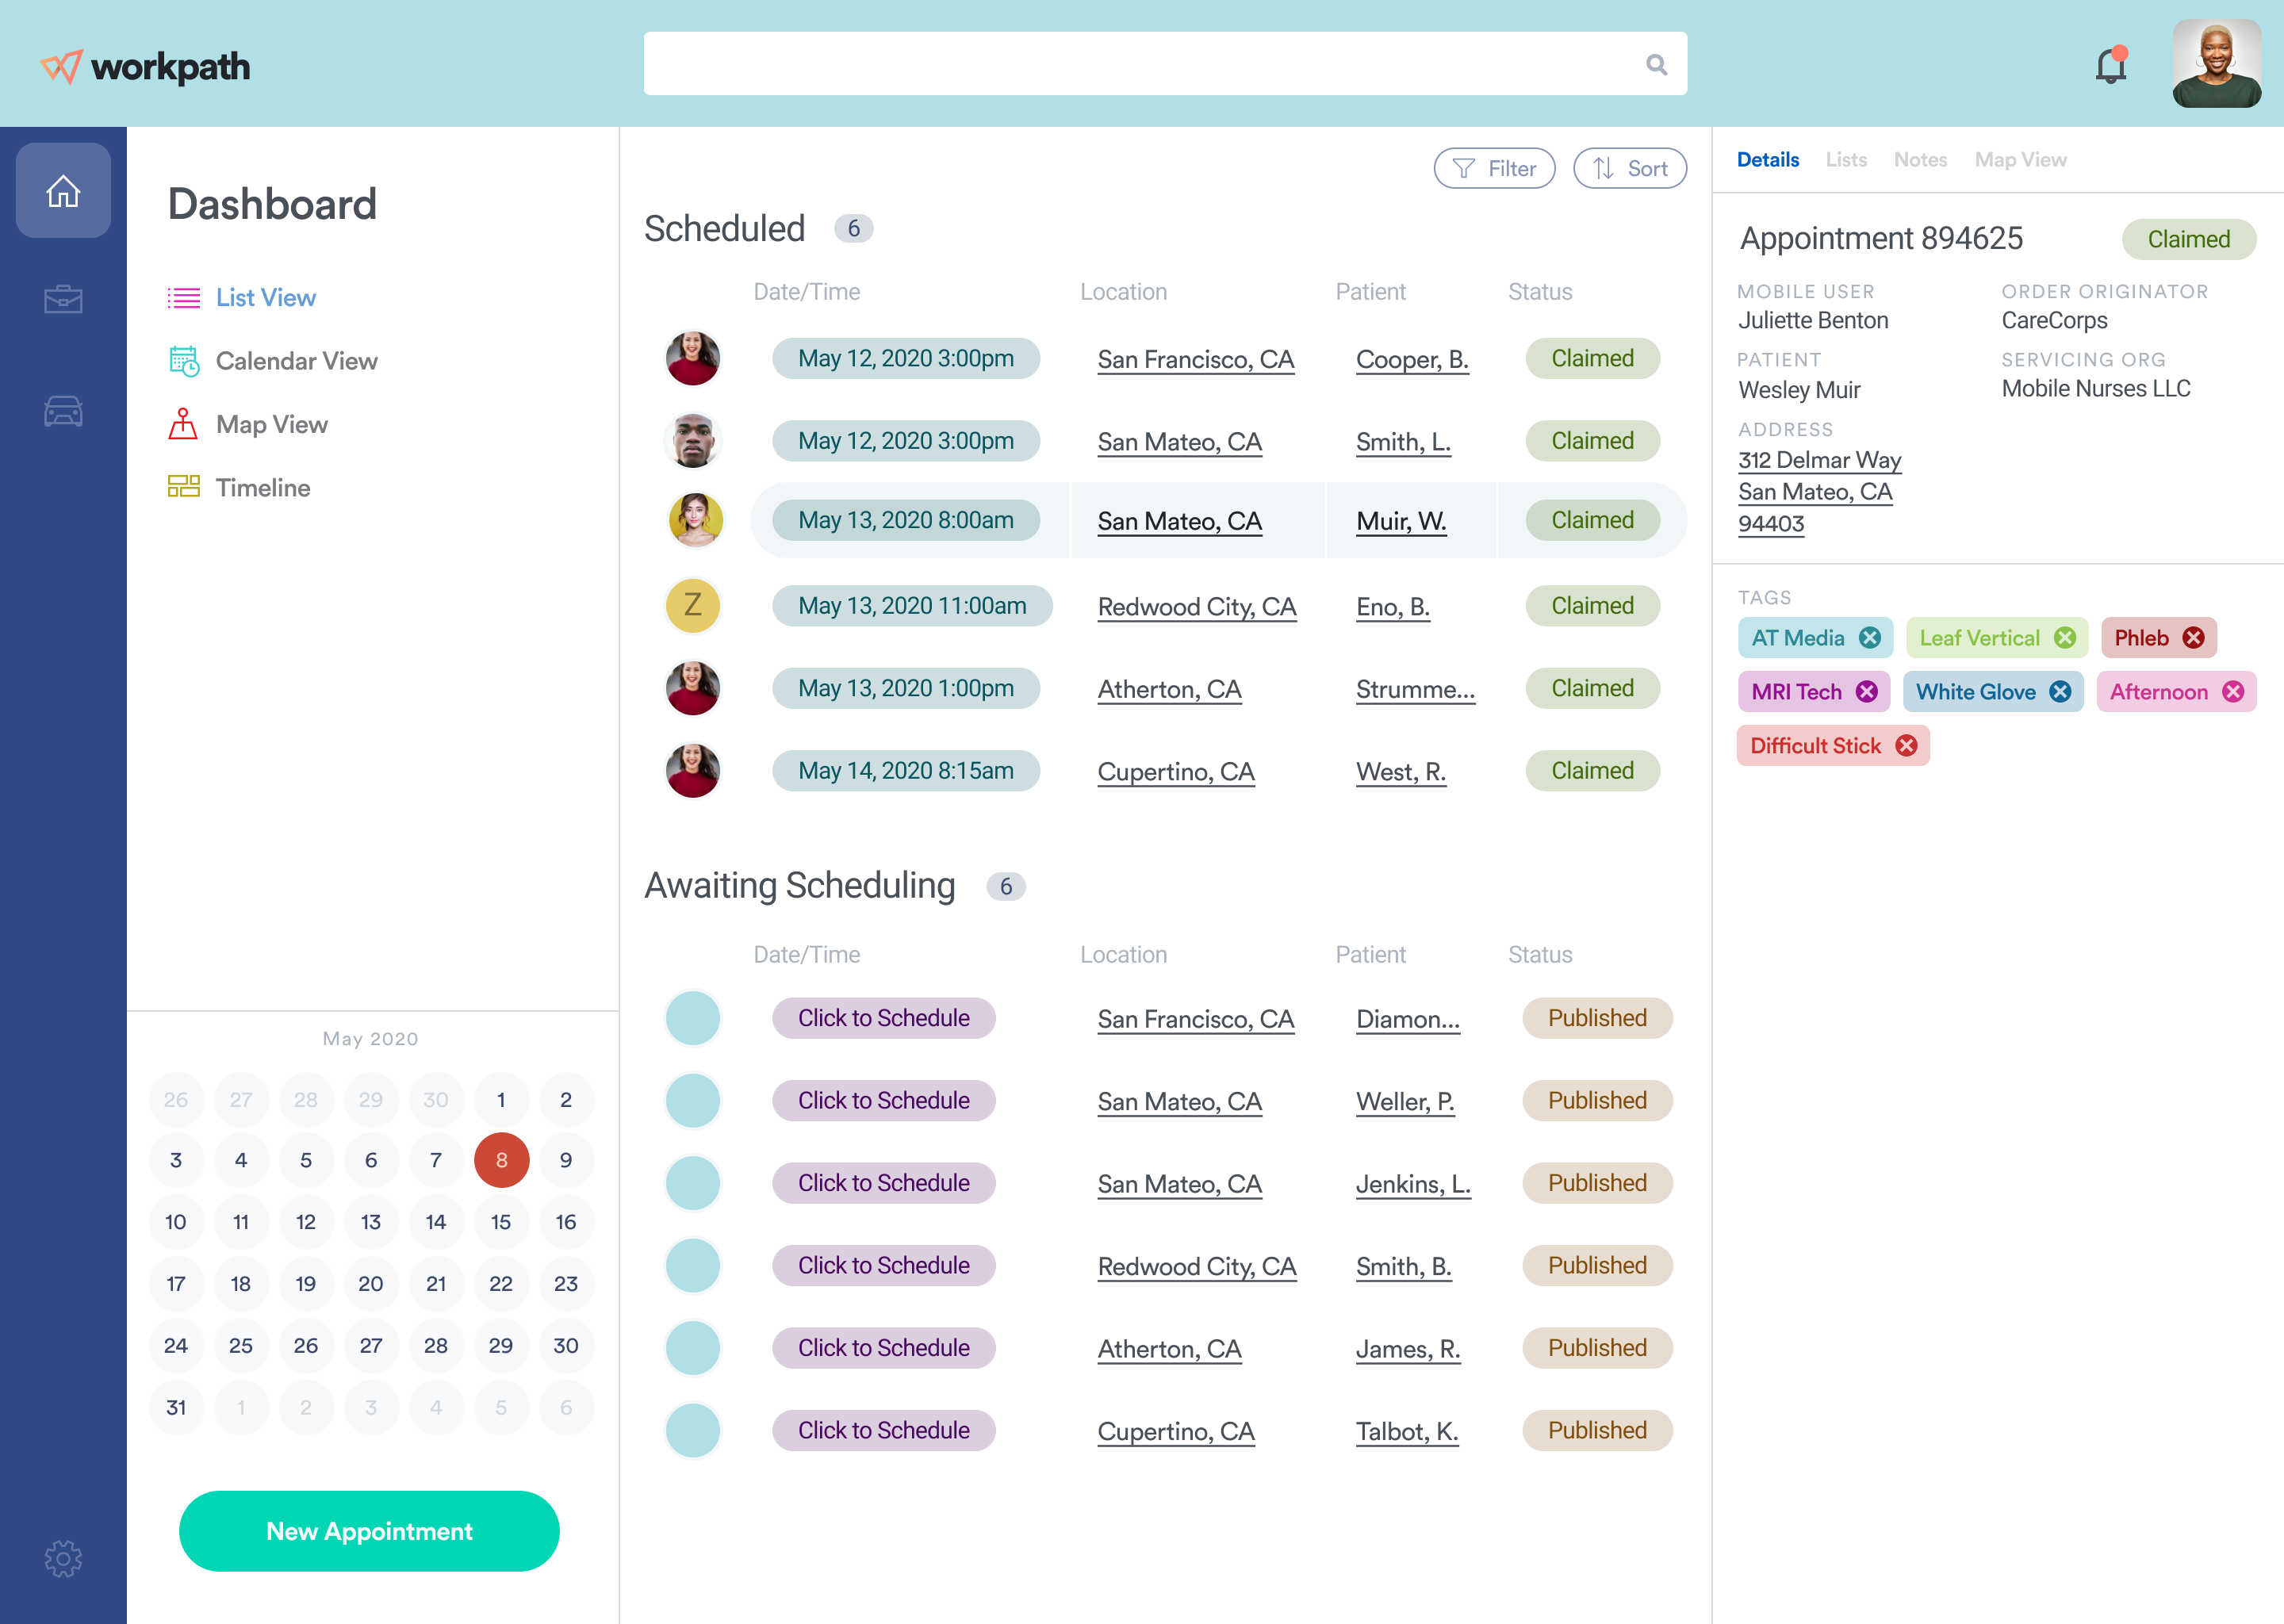 workpath
Dashboard
List View
Calendar View
Map View
Timeline
May 2020
26 27 28 29 30 1 2
3 4 5 6 7 8 9
10 11 12 13 14 15 16
17 18 19 20 21 22 23
24 25 26 27 28 29 30
31 1 2 3 4 5 6
New Appointment
Filter Sort
Scheduled 6
Date/Time Location Patient Status
May 12, 2020 3:00pm San Francisco, CA Cooper, B. Claimed
May 12, 2020 3:00pm San Mateo, CA Smith, L. Claimed
May 13, 2020 8:00am San Mateo, CA Muir, W. Claimed
Z May 13, 2020 11:00am Redwood City, CA Eno, B. Claimed
May 13, 2020 1:00pm Atherton, CA Strumme... Claimed
May 14, 2020 8:15am Cupertino, CA West, R. Claimed
Awaiting Scheduling 6
Date/Time Location Patient Status
Click to Schedule San Francisco, CA Diamon... Published
Click to Schedule San Mateo, CA Weller, P. Published
Click to Schedule San Mateo, CA Jenkins, L. Published
Click to Schedule Redwood City, CA Smith, B. Published
Click to Schedule Atherton, CA James, R. Published
Click to Schedule Cupertino, CA Talbot, K. Published
Details Lists Notes Map View
Appointment 894625 Claimed
MOBILE USER
Juliette Benton
ORDER ORIGINATOR
CareCorps
PATIENT
Wesley Muir
SERVICING ORG
Mobile Nurses LLC
ADDRESS
312 Delmar Way
San Mateo, CA
94403
TAGS
AT Media Leaf Vertical Phleb
MRI Tech White Glove Afternoon
Difficult Stick